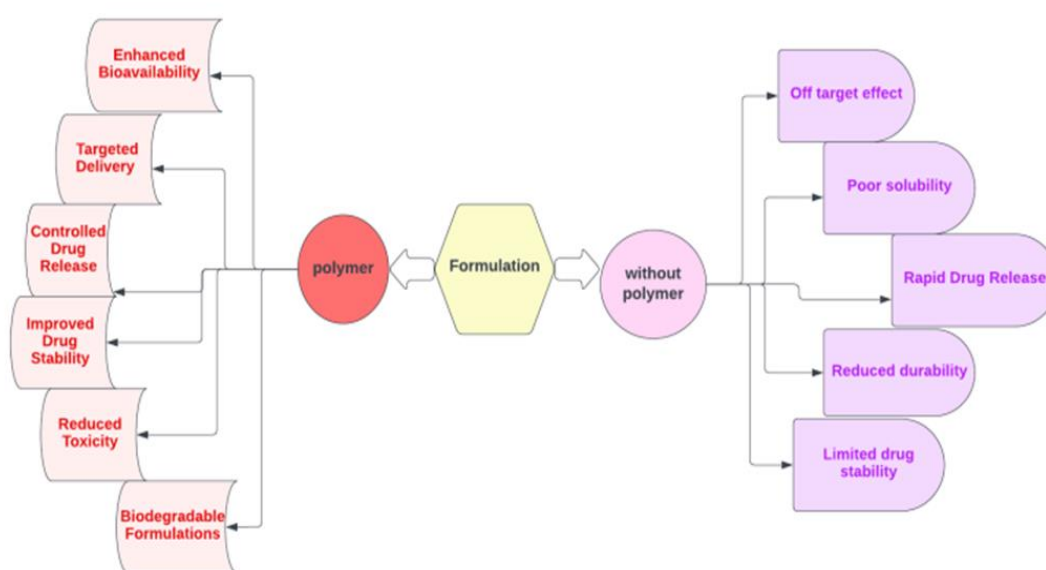 Enhanced
Bioavailability
Targeted
Delivery
Controlled
Drug
Release
Improved
Drug
Stability
Reduced
Toxicity
Biodegradable
Formulations
polymer
Formulation
without
polymer
Off target effect
Poor solubility
Rapid Drug Release
Reduced durability
Limited drug
stability